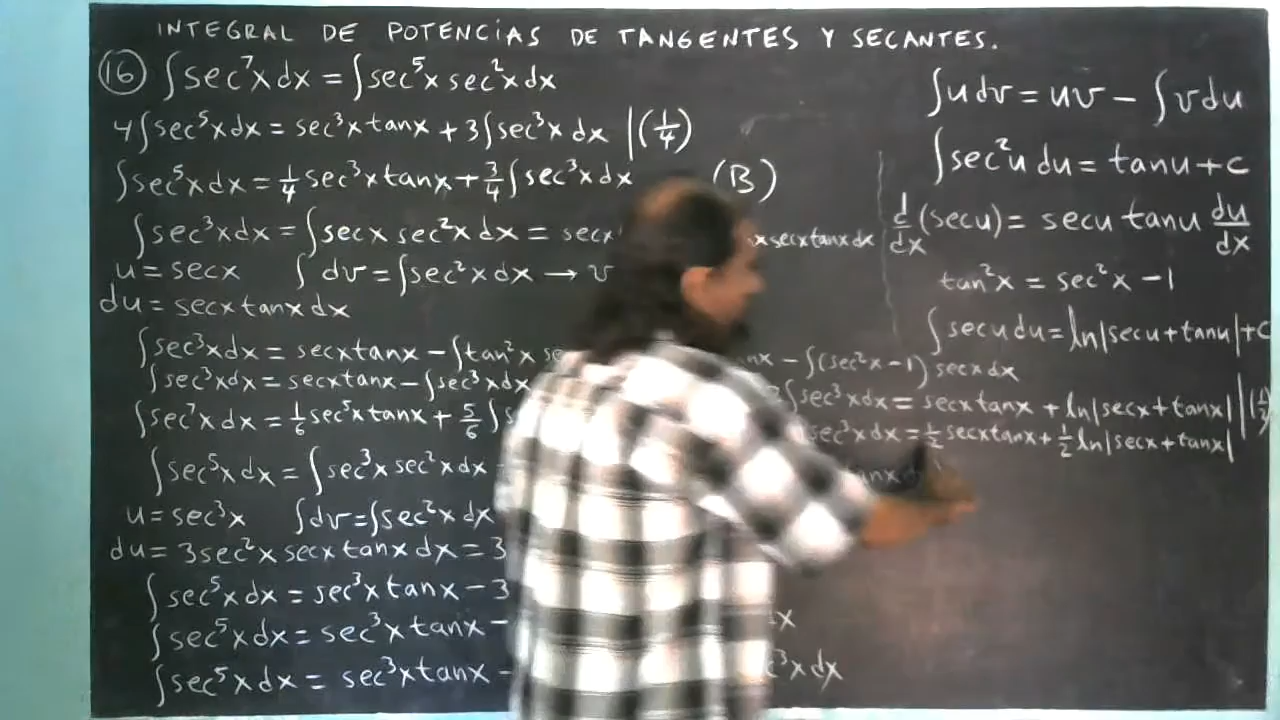 INTEGRAL DE POTENCIAS DE TANGENTES Y SECANTES.
16 ∫sec⁷x dx = ∫sec⁵x sec²x dx
4∫sec⁵x dx = sec³x tanx + 3∫sec³x dx |(1/4)
∫sec⁵x dx = 1/4 sec³x tanx + 3/4 ∫sec³x dx (B)
∫sec³x dx = ∫secx sec²x dx = secx x secx tanx dx
u = secx ∫dv = ∫sec²x dx → v
du = secx tanx dx
∫sec³x dx = secx tanx − ∫tan²x anx − ∫(sec²x − 1) secx dx
∫sec³x dx = secx tanx − ∫sec³x dx ∫sec³x dx = secx tanx + ln|secx + tanx| |(1/2)
∫sec⁷x dx = 1/6 sec⁵x tanx + 5/6 ∫s sec³x dx = 1/2 secx tanx + 1/2 ln|secx + tanx|
∫sec⁵x dx = ∫sec³x sec²x dx = tanx
u = sec³x ∫dv = ∫sec²x dx
du = 3sec²x secx tanx dx = 3
∫sec⁵x dx = sec³x tanx − 3
∫sec⁵x dx = sec³x tanx − x
∫sec⁵x dx = sec³x tanx − c³x dx
∫u dv = uv − ∫v du
∫sec²u du = tanu + c
d/dx (secu) = secu tanu du/dx
tan²x = sec²x − 1
∫secu du = ln|secu + tanu| + c